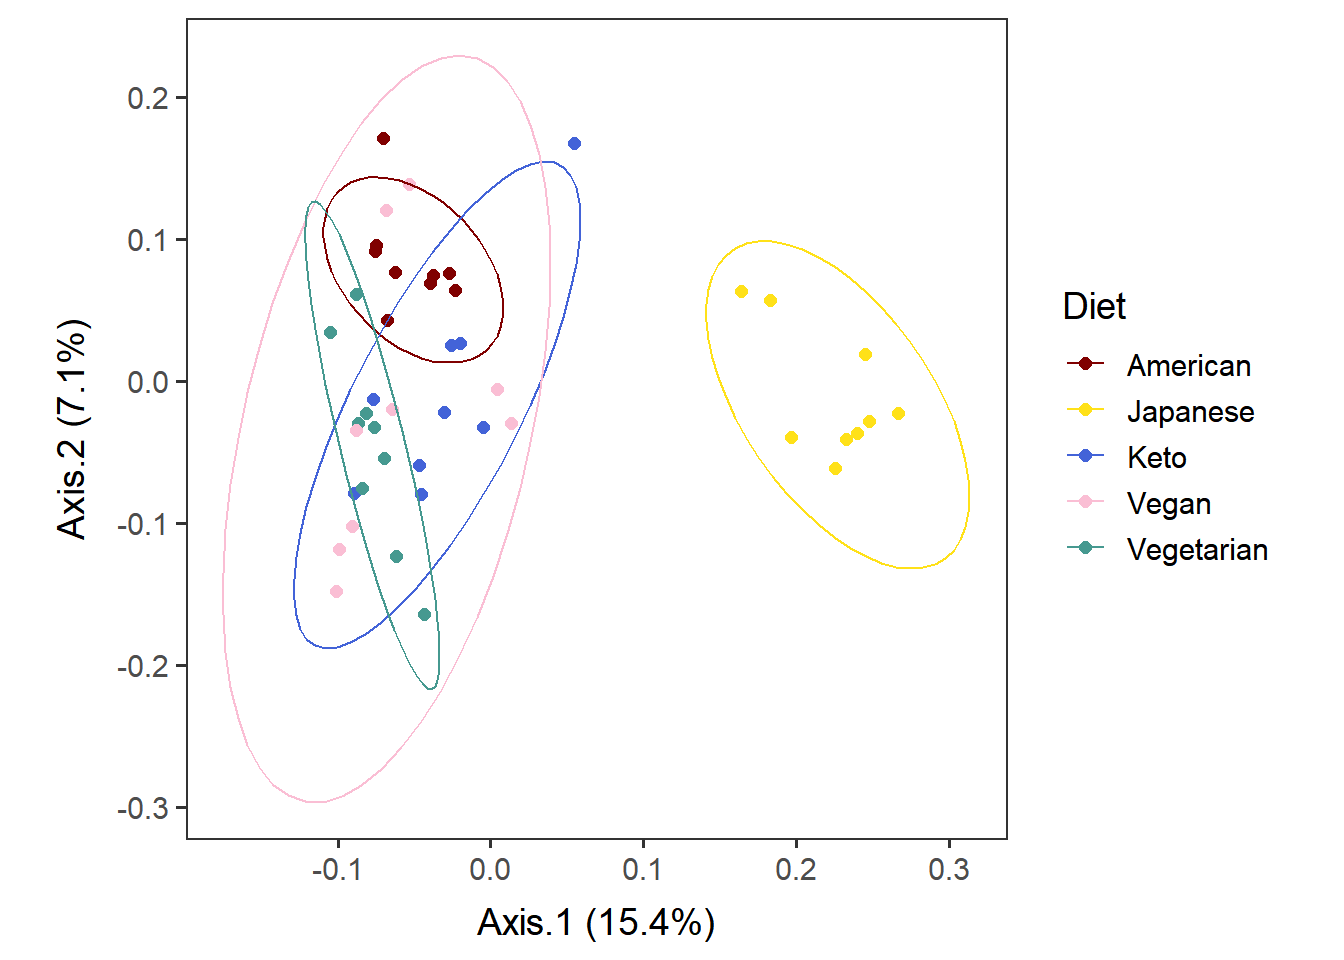 0.2
0.1
0.0
-0.1
-0.2
-0.3
Axis.2 (7.1%)
-0.1 0.0 0.1 0.2 0.3
Axis.1 (15.4%)
Diet
American
Japanese
Keto
Vegan
Vegetarian